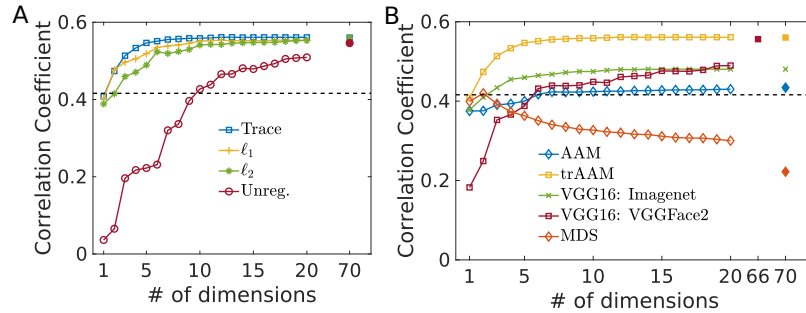 A
Correlation Coefficient
0.6
0.4
0.2
0
Trace
ℓ₁
ℓ₂
Unreg.
1 5 10 15 20 70
# of dimensions
B
Correlation Coefficient
0.6
0.4
0.2
0
AAM
trAAM
VGG16: Imagenet
VGG16: VGGFace2
MDS
1 5 10 15 20 66 70
# of dimensions